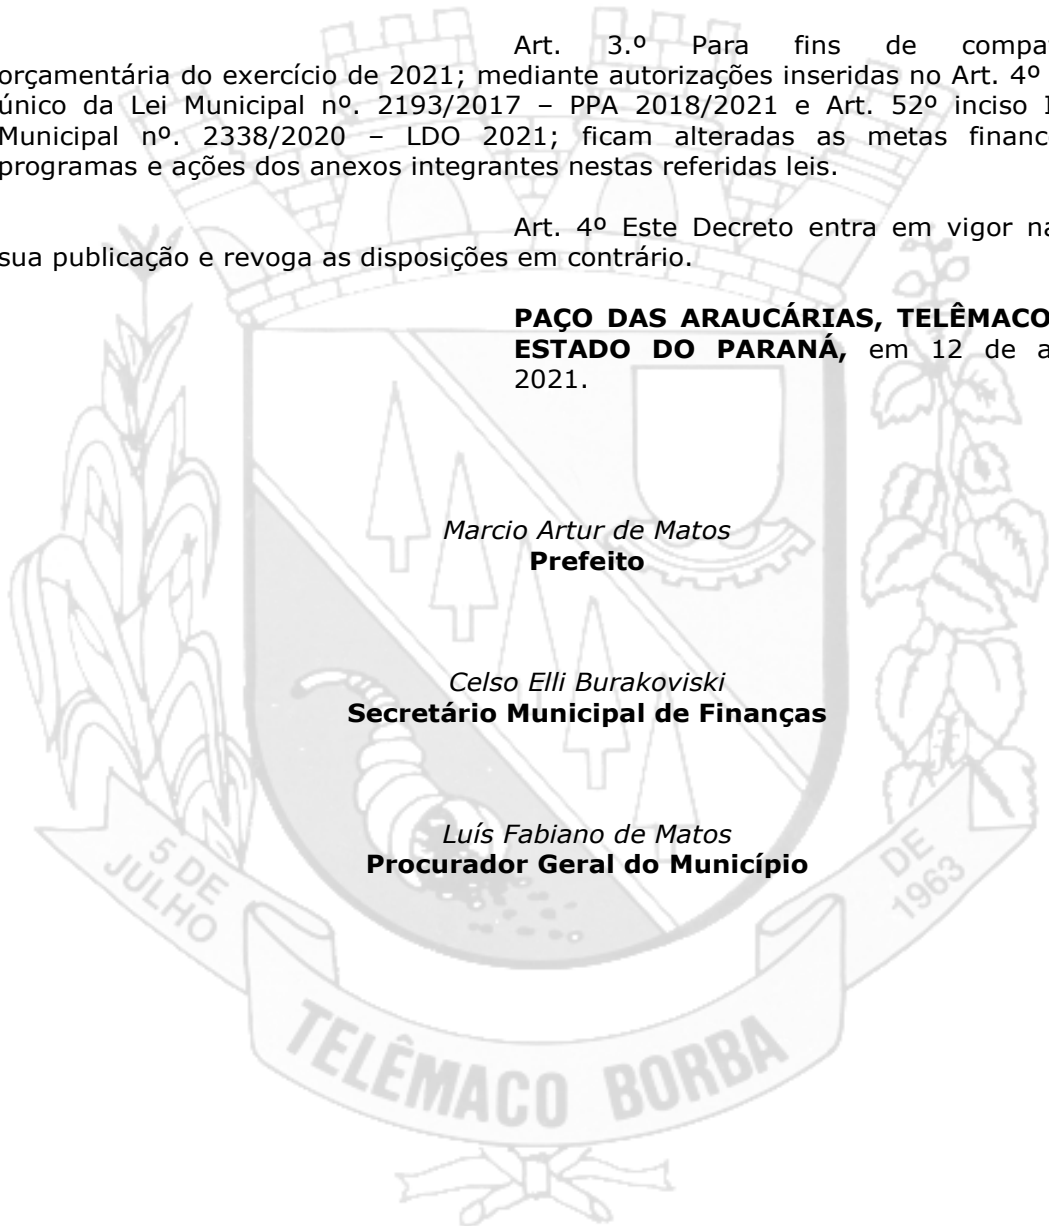 Art. 3.º Para fins de
orçamentária do exercício de 2021; mediante autorizações inseridas no Art. 4º
único da Lei Municipal nº. 2193/2017 – PPA 2018/2021 e Art. 52º inciso
Municipal nº. 2338/2020 – LDO 2021; ficam alteradas as metas
programas e ações dos anexos integrantes nestas referidas leis.
Art. 4º Este Decreto entra em vigor
sua publicação e revoga as disposições em contrário.
PAÇO DAS ARAUCÁRIAS, TELÊMACO
ESTADO DO PARANÁ, em 12 de
2021.
Marcio Artur de Matos
Prefeito
Celso Elli Burakoviski
Secretário Municipal de Finanças
Luís Fabiano de Matos
Procurador Geral do Município
5 DE
JULHO
DE
1963
TELÊMACO BORBA